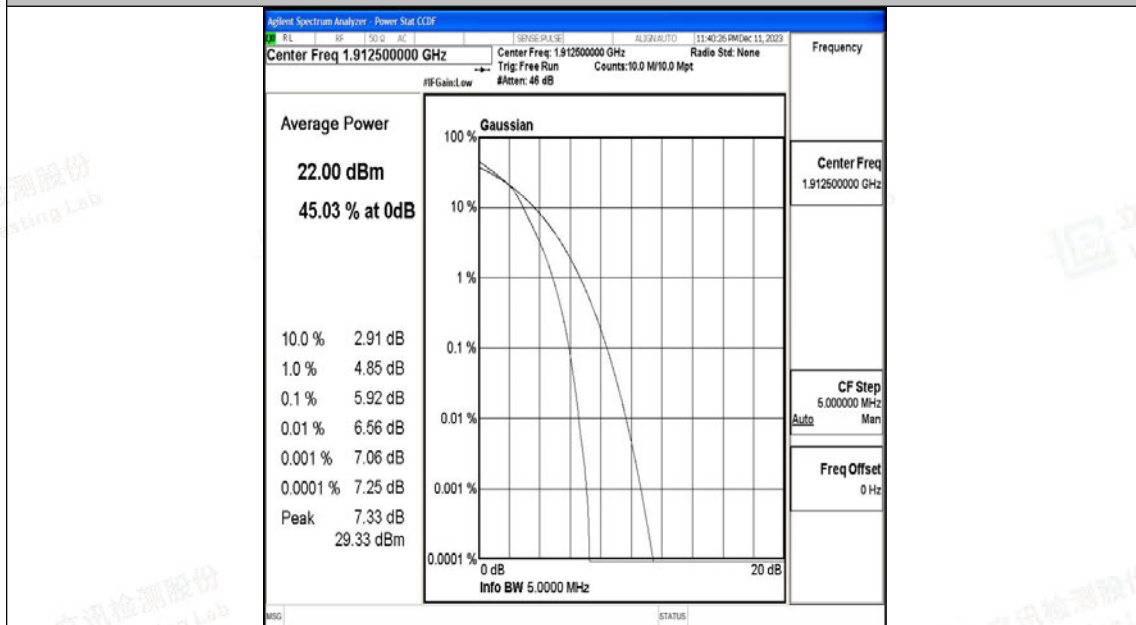 Agilent Spectrum Analyzer - Power Stat CCDF
RL RF 50 Ω AC SENSE:PULSE ALIGNAUTO 11:40:26 PM Dec 11, 2023
Center Freq 1.912500000 GHz
Center Freq: 1.912500000 GHz Radio Std: None
Trig: Free Run Counts:10.0 M/10.0 Mpt
#IFGain:Low #Atten: 46 dB
Frequency
Average Power
22.00 dBm
45.03 % at 0dB
10.0 % 2.91 dB
1.0 % 4.85 dB
0.1 % 5.92 dB
0.01 % 6.56 dB
0.001 % 7.06 dB
0.0001 % 7.25 dB
Peak 7.33 dB
29.33 dBm
Gaussian
100 %
10 %
1 %
0.1 %
0.01 %
0.001 %
0.0001 %
0 dB 20 dB
Info BW 5.0000 MHz
Center Freq
1.912500000 GHz
CF Step
5.000000 MHz
Auto Man
Freq Offset
0 Hz
MSG STATUS